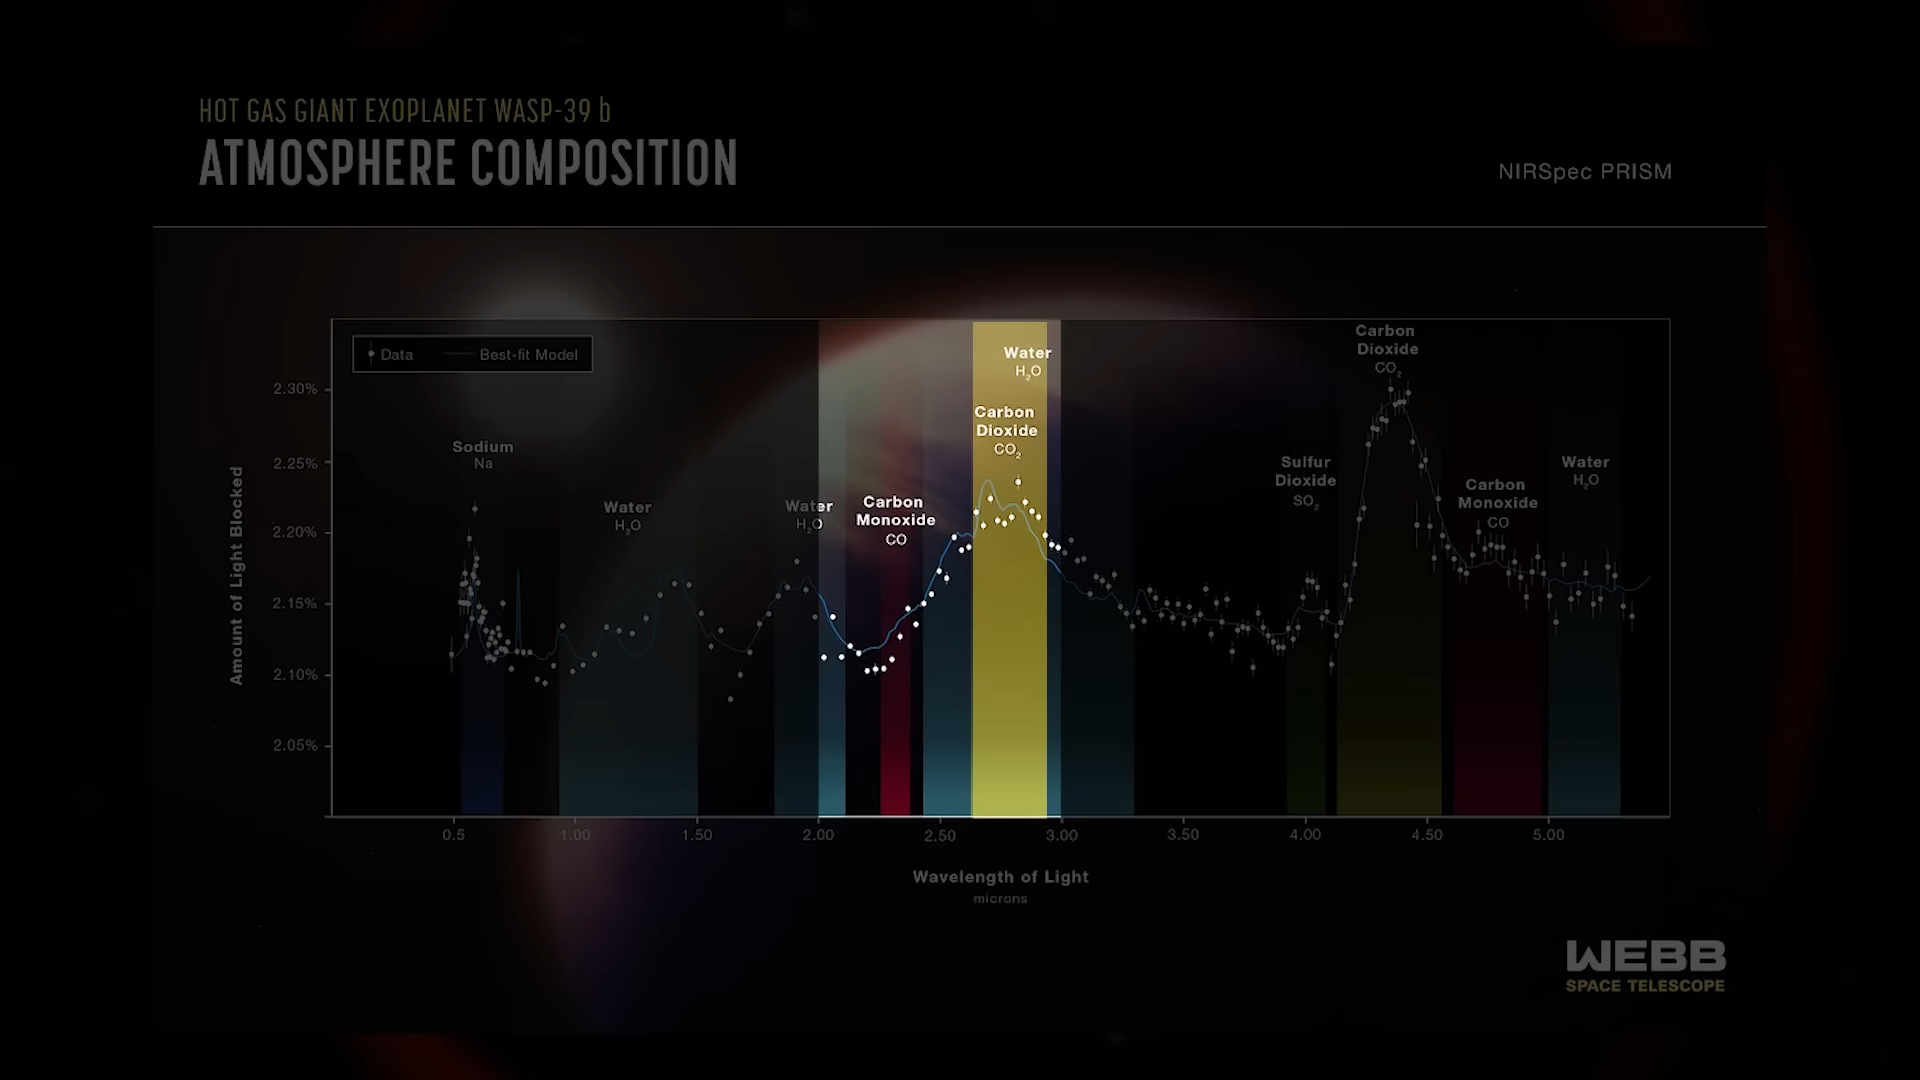 HOT GAS GIANT EXOPLANET WASP-39 b
ATMOSPHERE COMPOSITION
NIRSpec PRISM
Data
Best-fit Model
Amount of Light Blocked
2.30%
2.25%
2.20%
2.15%
2.10%
2.05%
Sodium
Na
Water
H₂O
Water
H₂O
Carbon
Monoxide
CO
Water
H₂O
Carbon
Dioxide
CO₂
Sulfur
Dioxide
SO₂
Carbon
Dioxide
CO₂
Carbon
Monoxide
CO
Water
H₂O
0.5
1.00
1.50
2.00
2.50
3.00
3.50
4.00
4.50
5.00
Wavelength of Light
microns
WEBB
SPACE TELESCOPE